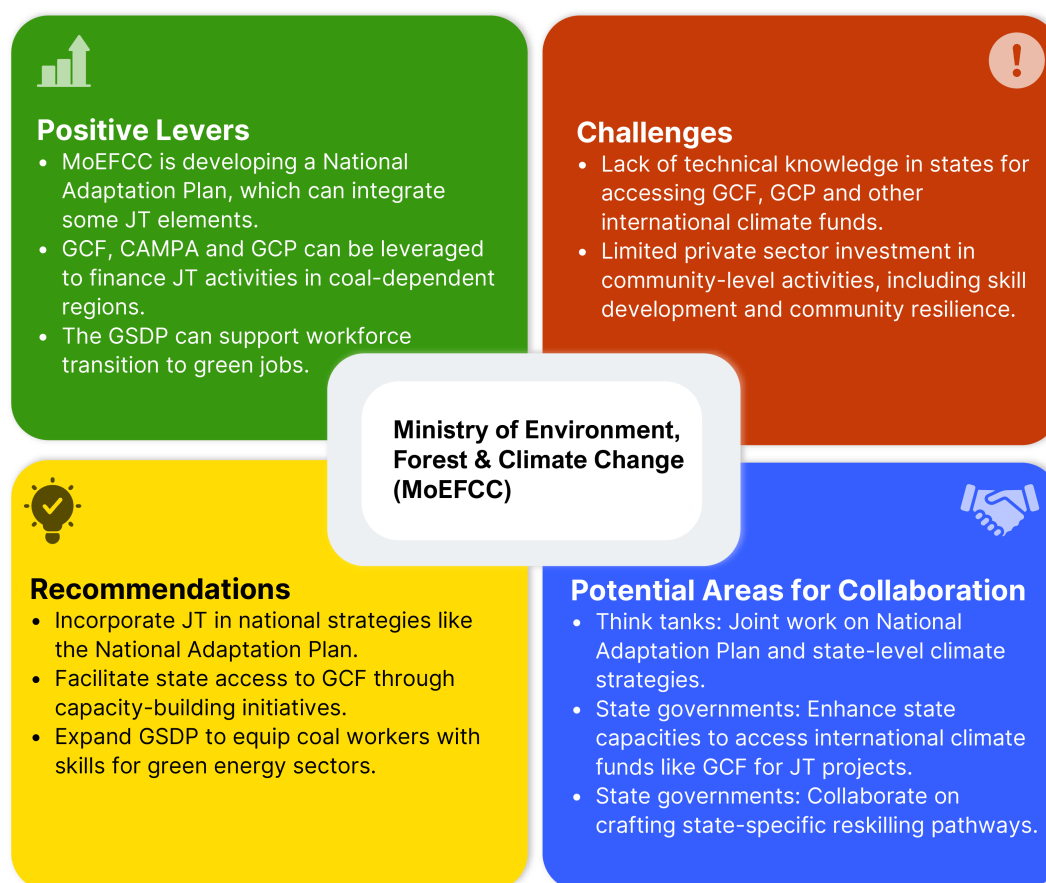 Positive Levers
• MoEFCC is developing a National
Adaptation Plan, which can integrate
some JT elements.
• GCF, CAMPA and GCP can be leveraged
to finance JT activities in coal-dependent
regions.
• The GSDP can support workforce
transition to green jobs.
Challenges
• Lack of technical knowledge in states for
accessing GCF, GCP and other
international climate funds.
• Limited private sector investment in
community-level activities, including skill
development and community resilience.
Ministry of Environment,
Forest & Climate Change
(MoEFCC)
Recommendations
• Incorporate JT in national strategies like
the National Adaptation Plan.
• Facilitate state access to GCF through
capacity-building initiatives.
• Expand GSDP to equip coal workers with
skills for green energy sectors.
Potential Areas for Collaboration
• Think tanks: Joint work on National
Adaptation Plan and state-level climate
strategies.
• State governments: Enhance state
capacities to access international climate
funds like GCF for JT projects.
• State governments: Collaborate on
crafting state-specific reskilling pathways.